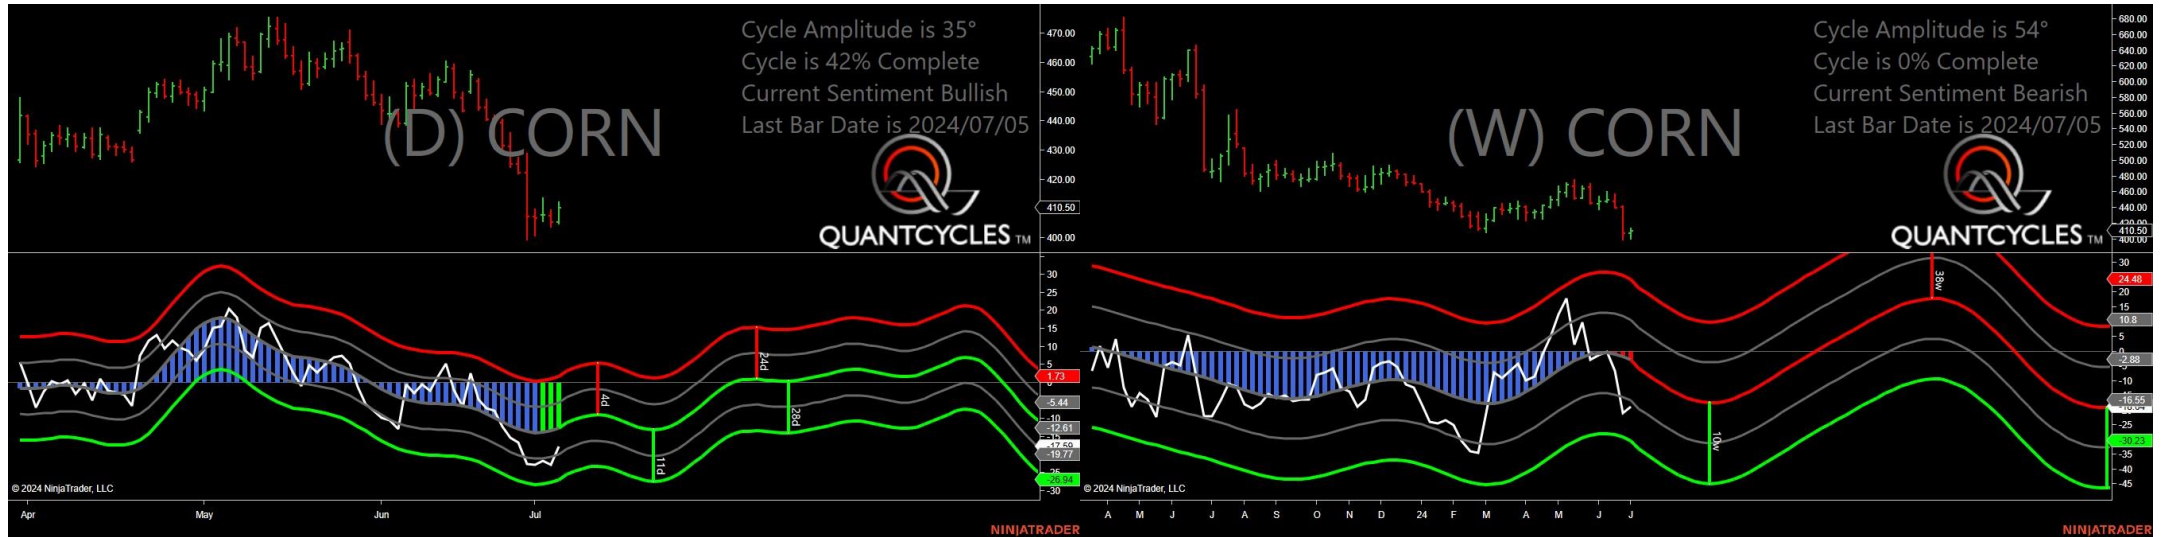 Cycle Amplitude is 35°
Cycle is 42% Complete
Current Sentiment Bullish
Last Bar Date is 2024/07/05
(D) CORN
QUANTCYCLES TM
470.00
460.00
450.00
440.00
430.00
420.00
410.50
400.00
30
25
20
15
10
5
1.73
-5.44
-10
-12.61
-17.59
-19.77
-26.94
-30
4d
11d
24d
28d
© 2024 NinjaTrader, LLC
Apr
May
Jun
Jul
NINJATRADER
Cycle Amplitude is 54°
Cycle is 0% Complete
Current Sentiment Bearish
Last Bar Date is 2024/07/05
(W) CORN
QUANTCYCLES TM
680.00
660.00
640.00
620.00
600.00
580.00
560.00
540.00
520.00
500.00
480.00
460.00
440.00
420.00
410.50
400.00
30
24.48
20
15
10.8
5
0
-2.88
-5
-10
-16.55
-25
-30.23
-35
-40
-45
10w
38w
© 2024 NinjaTrader, LLC
A
M
J
J
A
S
O
N
D
24
F
M
A
M
J
J
NINJATRADER